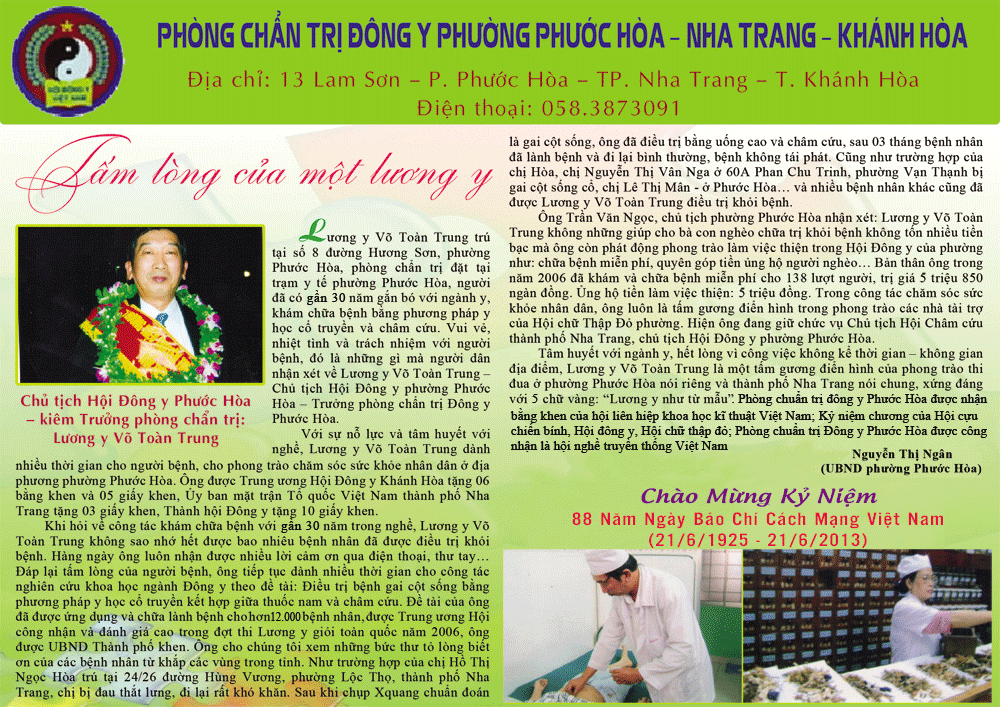 PHÒNG CHẨN TRỊ ĐÔNG Y PHƯỜNG PHƯỚC HÒA – NHA TRANG – KHÁNH HÒA
Địa chỉ: 13 Lam Sơn – P. Phước Hòa – TP. Nha Trang – T. Khánh Hòa
Điện thoại: 058.3873091
HỘI ĐÔNG Y
VIỆT NAM
Tấm lòng của một lương y
Chủ tịch Hội Đông y Phước Hòa
– kiêm Trưởng phòng chẩn trị:
Lương y Võ Toàn Trung
Lương y Võ Toàn Trung trú
tại số 8 đường Hương Sơn, phường
Phước Hòa, phòng chẩn trị đặt tại
trạm y tế phường Phước Hòa, người
đã có gần 30 năm gắn bó với ngành y,
khám chữa bệnh bằng phương pháp y
học cổ truyền và châm cứu. Vui vẻ,
nhiệt tình và trách nhiệm với người
bệnh, đó là những gì mà người dân
nhận xét về Lương y Võ Toàn Trung –
Chủ tịch Hội Đông y phường Phước
Hòa – Trưởng phòng chẩn trị Đông y
Phước Hòa.
Với sự nỗ lực và tâm huyết với
nghề, Lương y Võ Toàn Trung dành
nhiều thời gian cho người bệnh, cho phong trào chăm sóc sức khỏe nhân dân ở địa
phương phường Phước Hòa. Ông được Trung ương Hội Đông y Khánh Hòa tặng 06
bằng khen và 05 giấy khen, Ủy ban mặt trận Tổ quốc Việt Nam thành phố Nha
Trang tặng 03 giấy khen, Thành hội Đông y tặng 10 giấy khen.
Khi hỏi về công tác khám chữa bệnh với gần 30 năm trong nghề, Lương y Võ
Toàn Trung không sao nhớ hết được bao nhiêu bệnh nhân đã được điều trị khỏi
bệnh. Hàng ngày ông luôn nhận được nhiều lời cảm ơn qua điện thoại, thư tay…
Đáp lại tấm lòng của người bệnh, ông tiếp tục dành nhiều thời gian cho công tác
nghiên cứu khoa học ngành Đông y theo đề tài: Điều trị bệnh gai cột sống bằng
phương pháp y học cổ truyền kết hợp giữa thuốc nam và châm cứu. Đề tài của ông
đã được ứng dụng và chữa lành bệnh cho hơn 12.000 bệnh nhân, được Trung ương Hội
công nhận và đánh giá cao trong đợt thi Lương y giỏi toàn quốc năm 2006, ông
được UBND Thành phố khen. Ông cho chúng tôi xem những bức thư tỏ lòng biết
ơn của các bệnh nhân từ khắp các vùng trong tỉnh. Như trường hợp của chị Hồ Thị
Ngọc Hòa trú tại 24/26 đường Hùng Vương, phường Lộc Thọ, thành phố Nha
Trang, chị bị đau thắt lưng, đi lại rất khó khăn. Sau khi chụp Xquang chuẩn đoán
là gai cột sống, ông đã điều trị bằng uống cao và châm cứu, sau 03 tháng bệnh nhân
đã lành bệnh và đi lại bình thường, bệnh không tái phát. Cũng như trường hợp của
chị Hòa, chị Nguyễn Thị Vân Nga ở 60A Phan Chu Trinh, phường Vạn Thạnh bị
gai cột sống cổ, chị Lê Thị Mân - ở Phước Hòa… và nhiều bệnh nhân khác cũng đã
được Lương y Võ Toàn Trung điều trị khỏi bệnh.
Ông Trần Văn Ngọc, chủ tịch phường Phước Hòa nhận xét: Lương y Võ Toàn
Trung không những giúp cho bà con nghèo chữa trị khỏi bệnh không tốn nhiều tiền
bạc mà ông còn phát động phong trào làm việc thiện trong Hội Đông y của phường
như: chữa bệnh miễn phí, quyên góp tiền ủng hộ người nghèo… Bản thân ông trong
năm 2006 đã khám và chữa bệnh miễn phí cho 138 lượt người, trị giá 5 triệu 850
ngàn đồng. Ủng hộ tiền làm việc thiện: 5 triệu đồng. Trong công tác chăm sóc sức
khỏe nhân dân, ông luôn là tấm gương điển hình trong phong trào các nhà tài trợ
của Hội chữ Thập Đỏ phường. Hiện ông đang giữ chức vụ Chủ tịch Hội Châm cứu
thành phố Nha Trang, chủ tịch Hội Đông y phường Phước Hòa.
Tâm huyết với ngành y, hết lòng vì công việc không kể thời gian – không gian
địa điểm, Lương y Võ Toàn Trung là một tấm gương điển hình của phong trào thi
đua ở phường Phước Hòa nói riêng và thành phố Nha Trang nói chung, xứng đáng
với 5 chữ vàng: “Lương y như từ mẫu”. Phòng chuẩn trị đông y Phước Hòa được nhận
bằng khen của hội liên hiệp khoa học kĩ thuật Việt Nam; Kỷ niệm chương của Hội cựu
chiến bính, Hội đông y, Hội chữ thập đỏ; Phòng chuẩn trị Đông y Phước Hòa được công
nhận là hội nghề truyền thống Việt Nam
Nguyễn Thị Ngân
(UBND phường Phước Hòa)
Chào Mừng Kỷ Niệm
88 Năm Ngày Báo Chí Cách Mạng Việt Nam
(21/6/1925 - 21/6/2013)